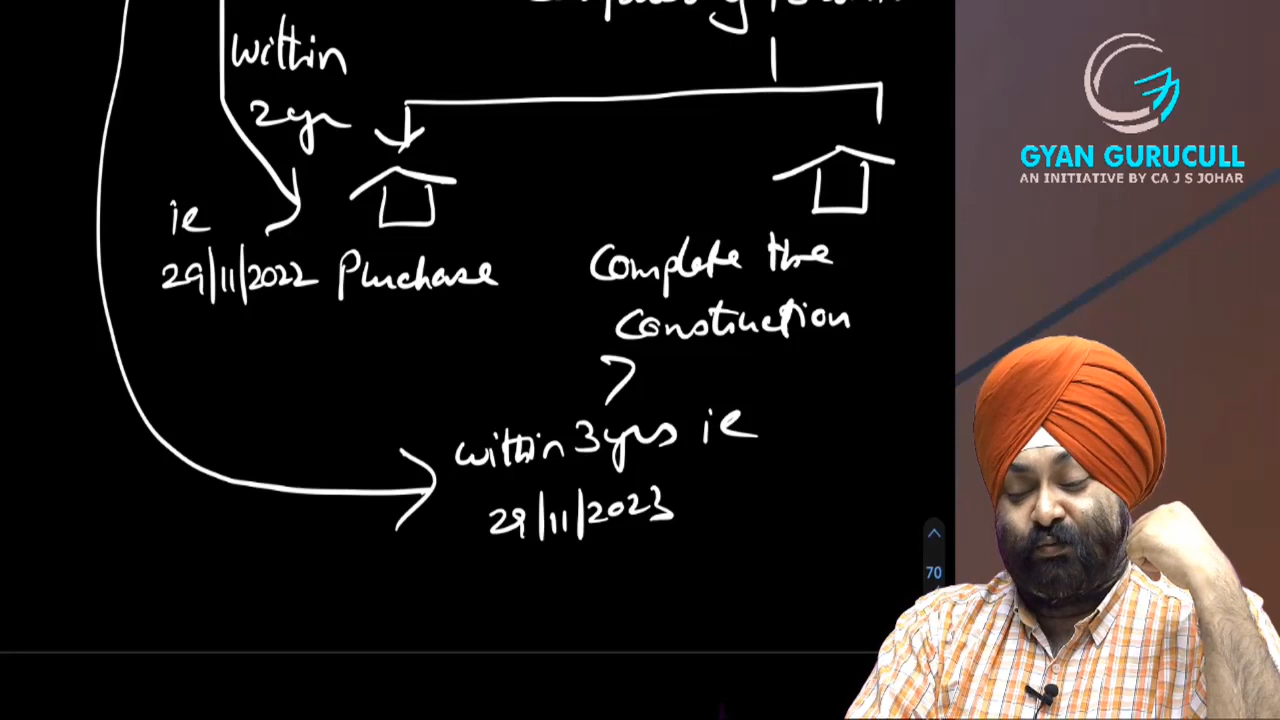 within
2yr
ie
29/11/2022 Purchase
Complete the
Construction
within 3yrs ie
29/11/2023
GYAN GURUCULL
AN INITIATIVE BY CA J S JOHAR
70